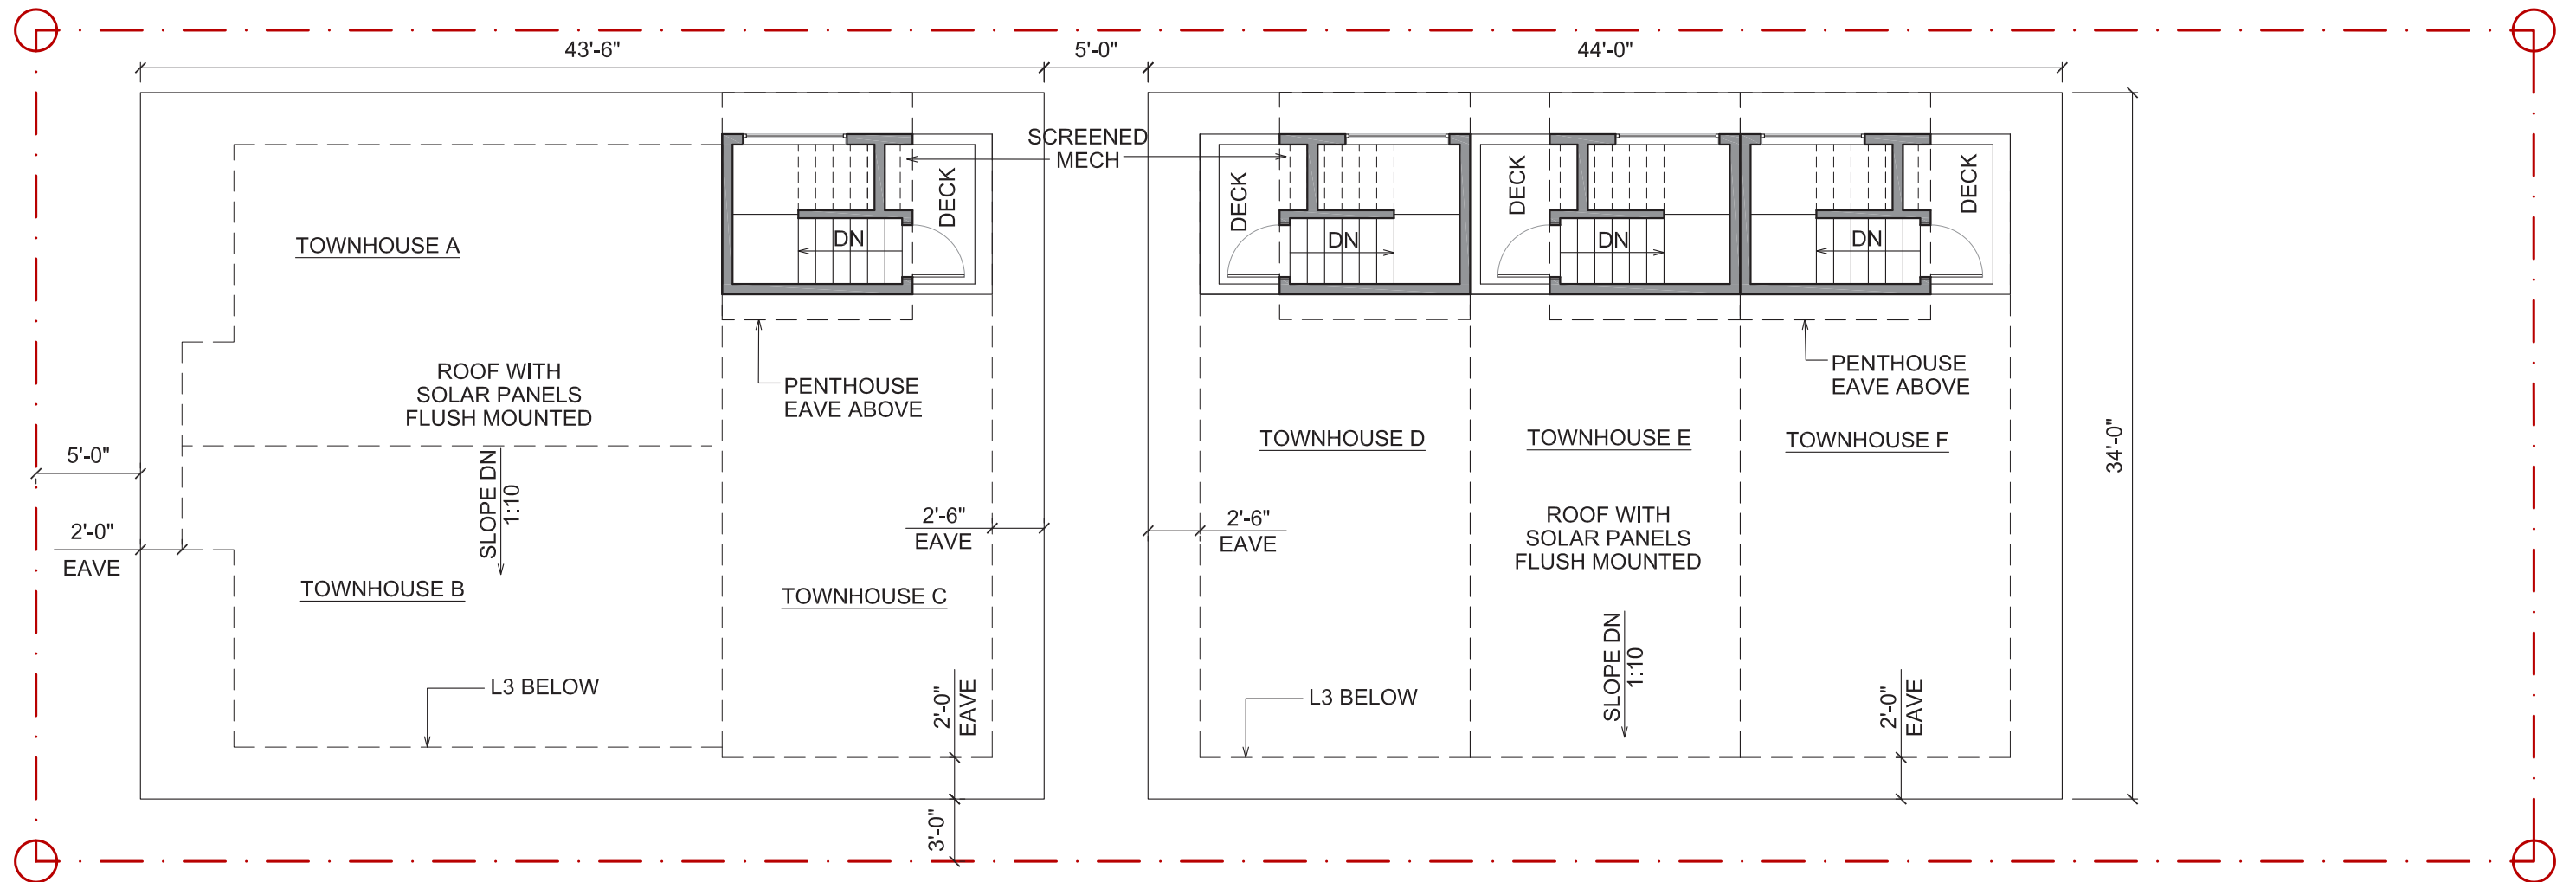 43'-6"
5'-0"
44'-0"
SCREENED
MECH
DECK
DECK
DECK
DECK
DN
DN
DN
DN
TOWNHOUSE A
ROOF WITH
SOLAR PANELS
FLUSH MOUNTED
PENTHOUSE
EAVE ABOVE
PENTHOUSE
EAVE ABOVE
5'-0"
2'-0"
EAVE
SLOPE DN
1:10
TOWNHOUSE B
2'-6"
EAVE
TOWNHOUSE C
L3 BELOW
2'-0"
EAVE
3'-0"
TOWNHOUSE D
TOWNHOUSE E
TOWNHOUSE F
34'-0"
2'-6"
EAVE
ROOF WITH
SOLAR PANELS
FLUSH MOUNTED
SLOPE DN
1:10
L3 BELOW
2'-0"
EAVE